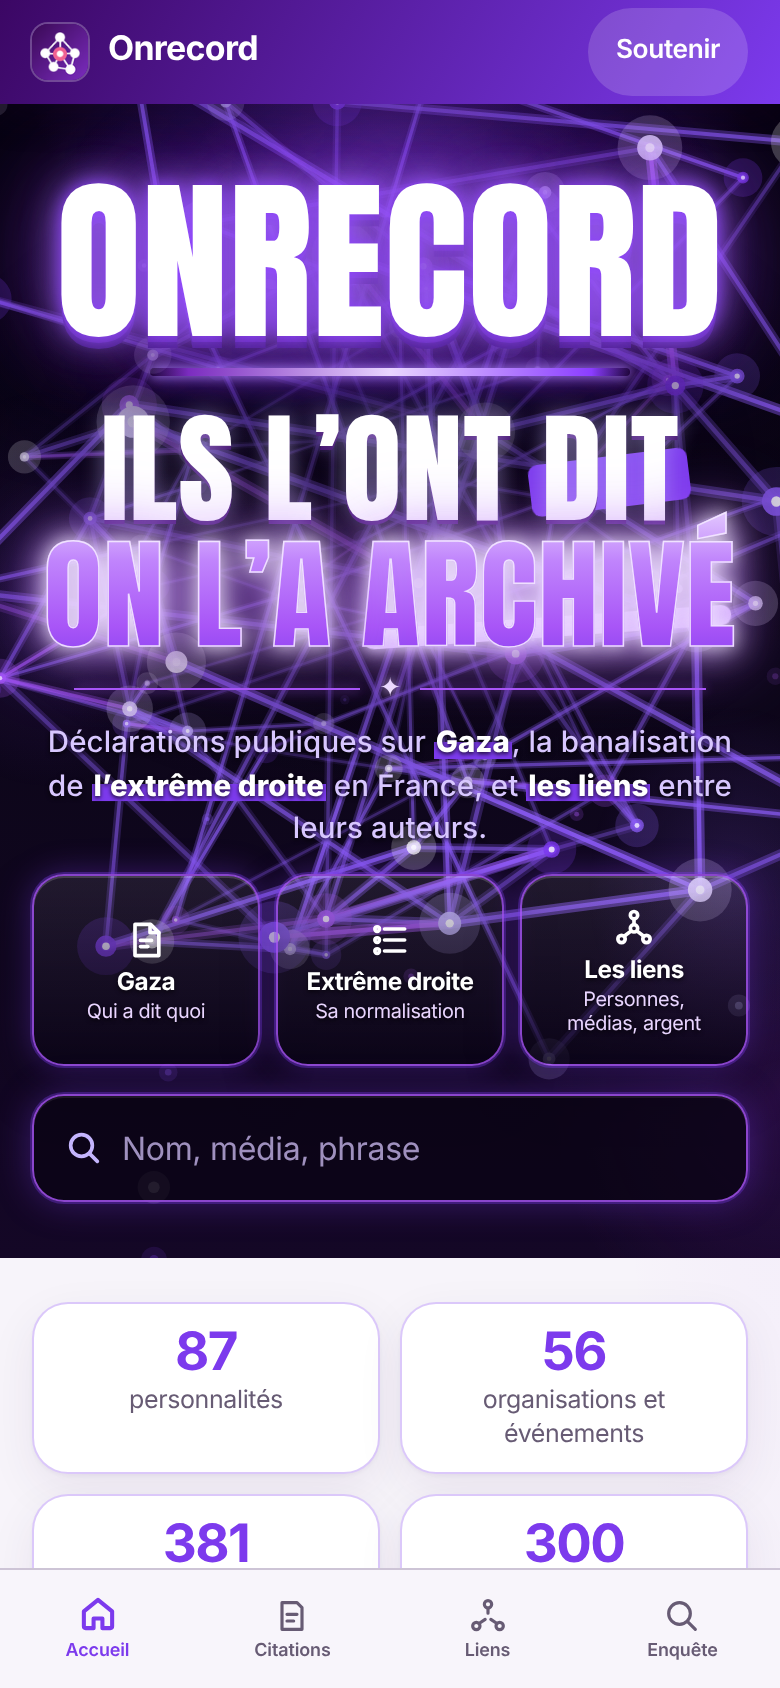 Onrecord
Soutenir
ONRECORD
ILS L’ONT DIT
ON L’A ARCHIVÉ
Déclarations publiques sur Gaza, la banalisation
de l’extrême droite en France, et les liens entre
leurs auteurs.
Gaza
Qui a dit quoi
Extrême droite
Sa normalisation
Les liens
Personnes,
médias, argent
Nom, média, phrase
87
personnalités
56
organisations et
événements
381
300
Accueil
Citations
Liens
Enquête